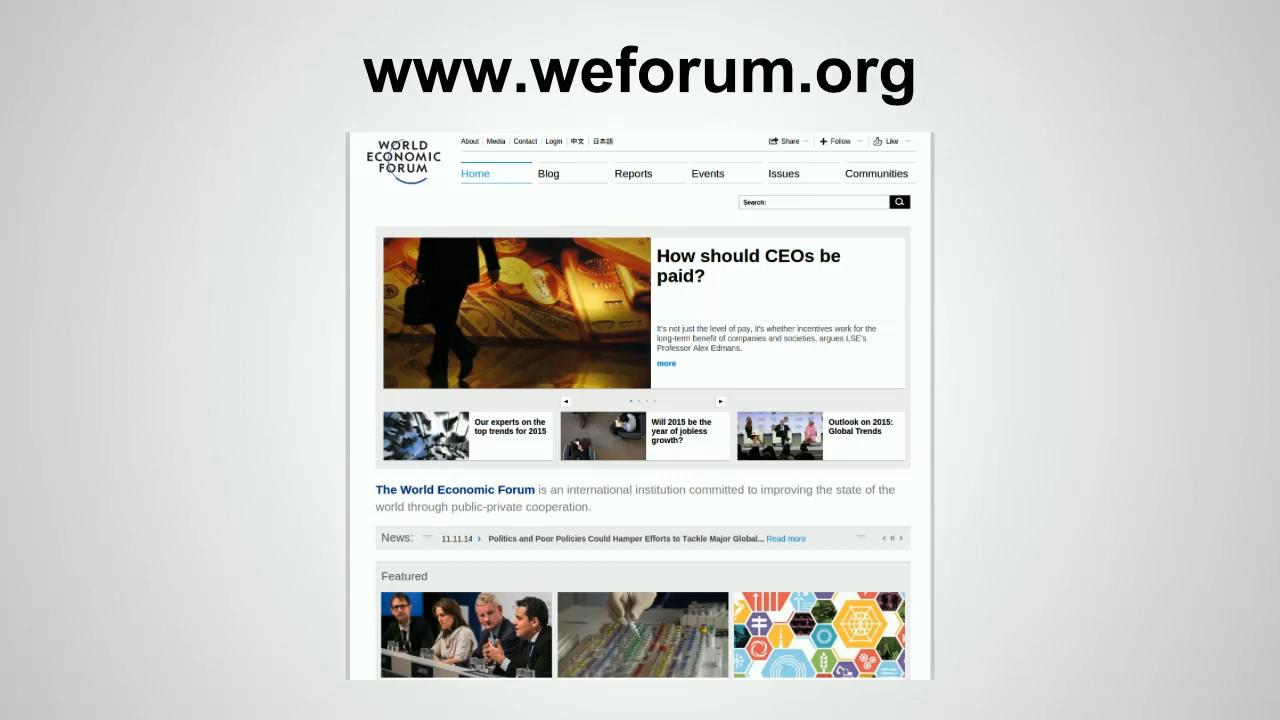 www.weforum.org
WORLD
ECONOMIC
FORUM
About Media Contact Login 中文 日本語
Share Follow Like
Home Blog Reports Events Issues Communities
Search:
How should CEOs be
paid?
It's not just the level of pay, it's whether incentives work for the
long-term benefit of companies and societies, argues LSE's
Professor Alex Edmans.
more
Our experts on the
top trends for 2015
Will 2015 be the
year of jobless
growth?
Outlook on 2015:
Global Trends
The World Economic Forum is an international institution committed to improving the state of the
world through public-private cooperation.
News: 11.11.14 › Politics and Poor Policies Could Hamper Efforts to Tackle Major Global... Read more
Featured